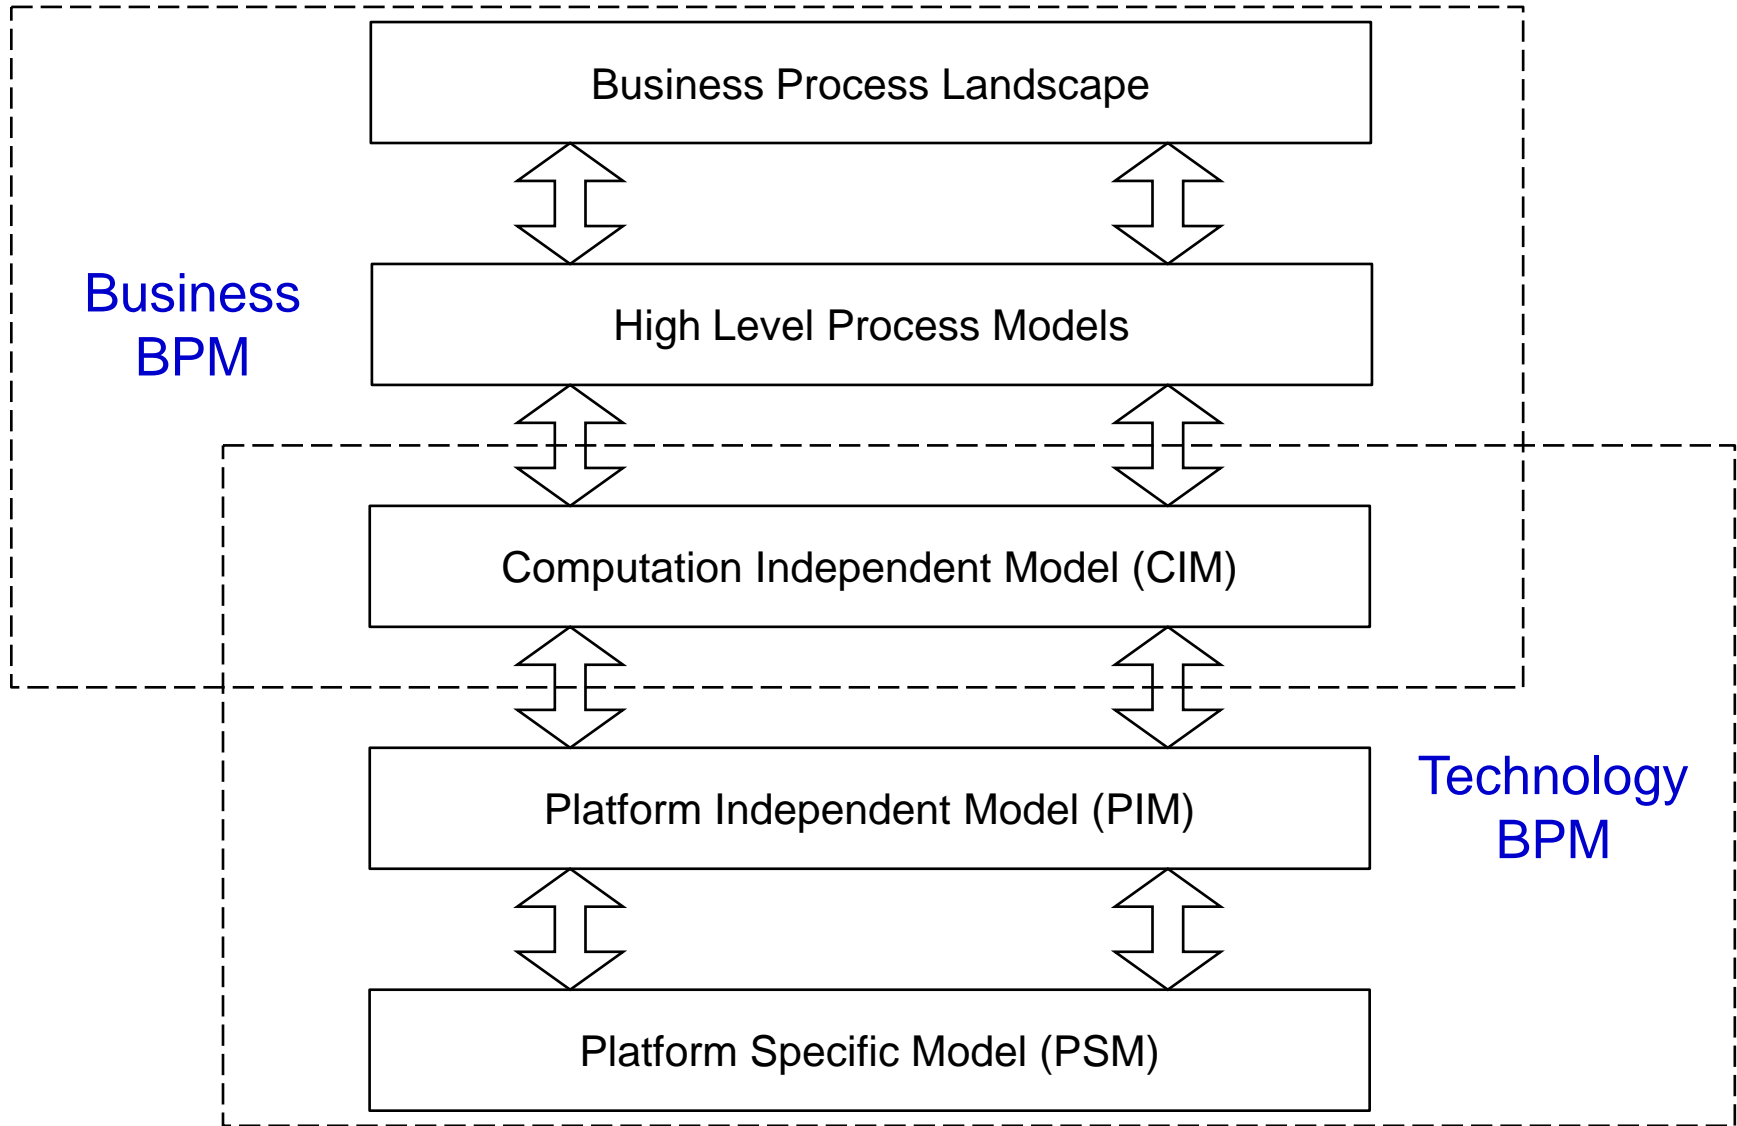 Business Process Landscape
Business
BPM
High Level Process Models
Computation Independent Model (CIM)
Platform Independent Model (PIM)
Technology
BPM
Platform Specific Model (PSM)